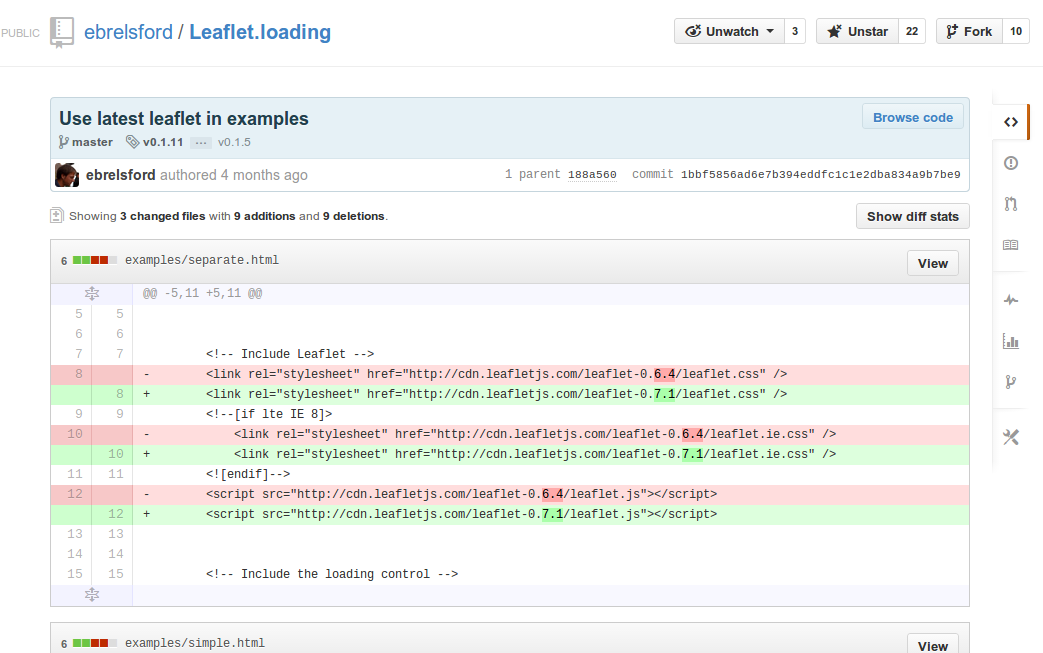 PUBLIC ebrelsford / Leaflet.loading Unwatch 3 Unstar 22 Fork 10
Use latest leaflet in examples Browse code
master v0.1.11 ... v0.1.5
ebrelsford authored 4 months ago 1 parent 188a560 commit 1bbf5856ad6e7b394eddfc1c1e2dba834a9b7be9
Showing 3 changed files with 9 additions and 9 deletions. Show diff stats
6 examples/separate.html View
@@ -5,11 +5,11 @@
5 5
6 6
7 7 <!-- Include Leaflet -->
8 - <link rel="stylesheet" href="http://cdn.leafletjs.com/leaflet-0.6.4/leaflet.css" />
8 + <link rel="stylesheet" href="http://cdn.leafletjs.com/leaflet-0.7.1/leaflet.css" />
9 9 <!--[if lte IE 8]>
10 - <link rel="stylesheet" href="http://cdn.leafletjs.com/leaflet-0.6.4/leaflet.ie.css" />
10 + <link rel="stylesheet" href="http://cdn.leafletjs.com/leaflet-0.7.1/leaflet.ie.css" />
11 11 <![endif]-->
12 - <script src="http://cdn.leafletjs.com/leaflet-0.6.4/leaflet.js"></script>
12 + <script src="http://cdn.leafletjs.com/leaflet-0.7.1/leaflet.js"></script>
13 13
14 14
15 15 <!-- Include the loading control -->
6 examples/simple.html View